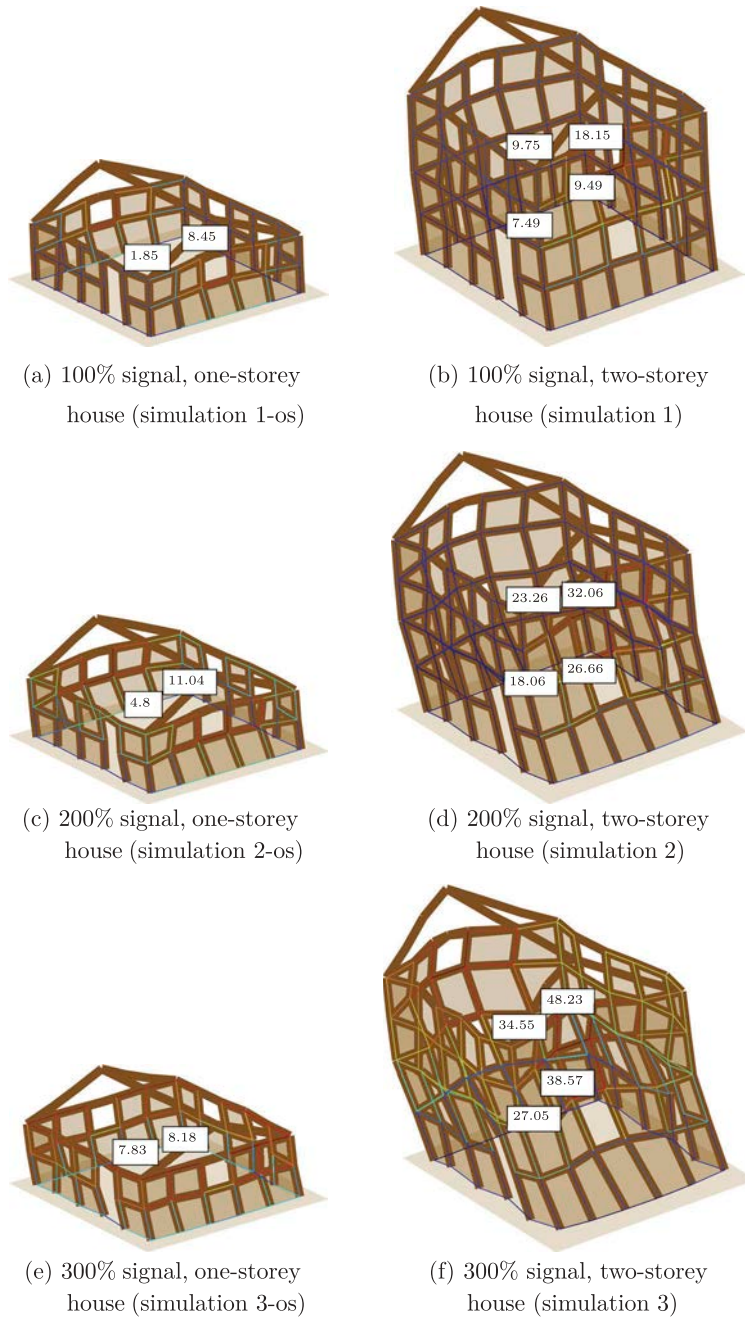 1.85
8.45
9.75
18.15
9.49
7.49
(a) 100% signal, one-storey
house (simulation 1-os)
(b) 100% signal, two-storey
house (simulation 1)
11.04
4.8
23.26
32.06
18.06
26.66
(c) 200% signal, one-storey
house (simulation 2-os)
(d) 200% signal, two-storey
house (simulation 2)
7.83
8.18
48.23
34.55
38.57
27.05
(e) 300% signal, one-storey
house (simulation 3-os)
(f) 300% signal, two-storey
house (simulation 3)